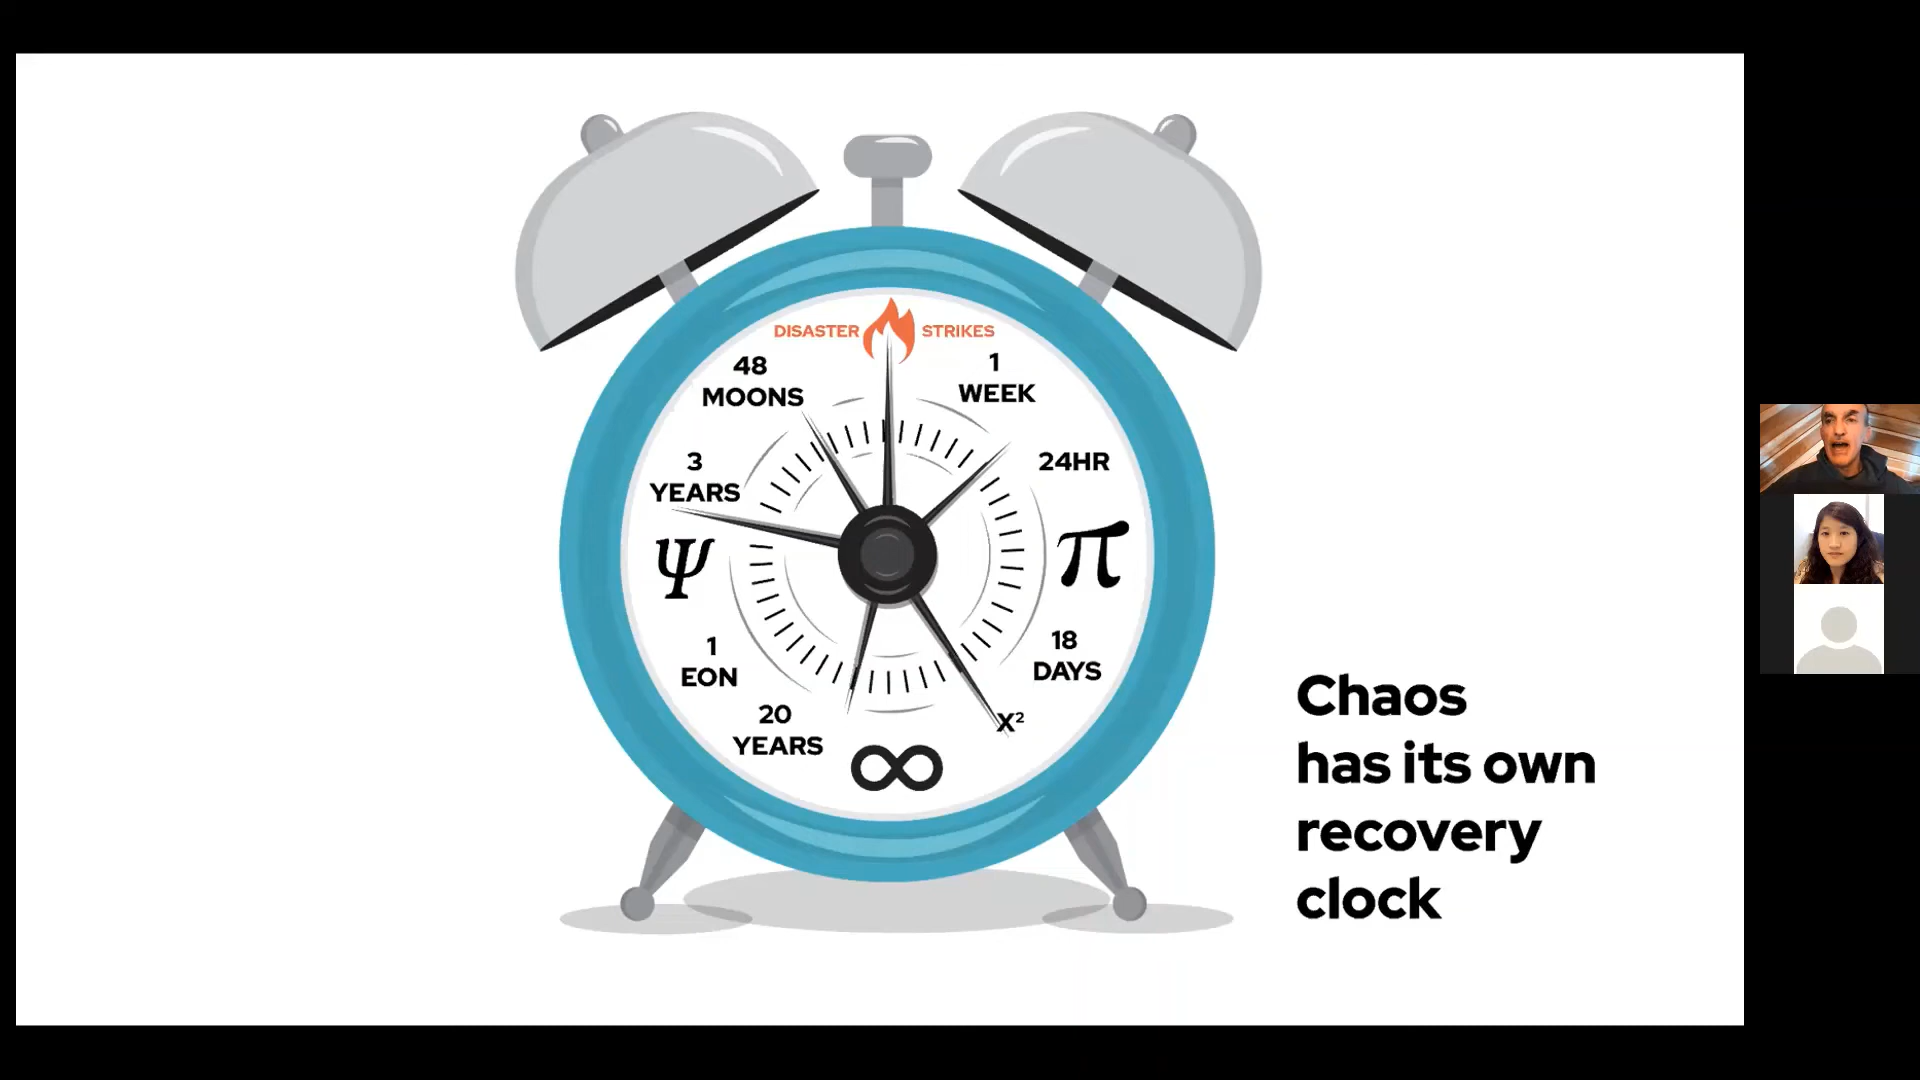 DISASTER STRIKES
1
WEEK
24HR
π
18
DAYS
X²
∞
20
YEARS
1
EON
Ψ
3
YEARS
48
MOONS
Chaos
has its own
recovery
clock